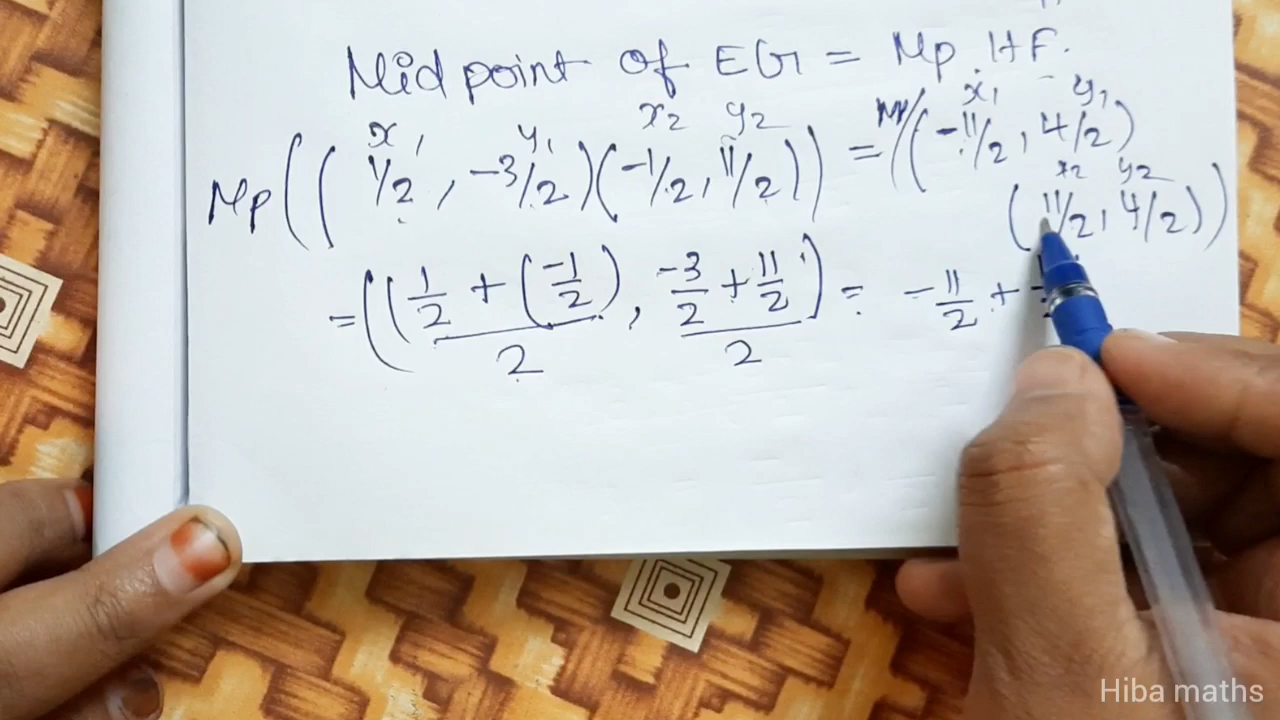 Midpoint of EG = Mp HF.
x1 y1 x2 y2 x1 y1
Mp((1/2, -3/2)(-1/2, 11/2)) = Mp((-11/2, 4/2)
x2 y2
(11/2, 4/2))
=((1/2 + (-1/2)/2, -3/2 + 11/2/2) = -11/2 +
Hiba maths